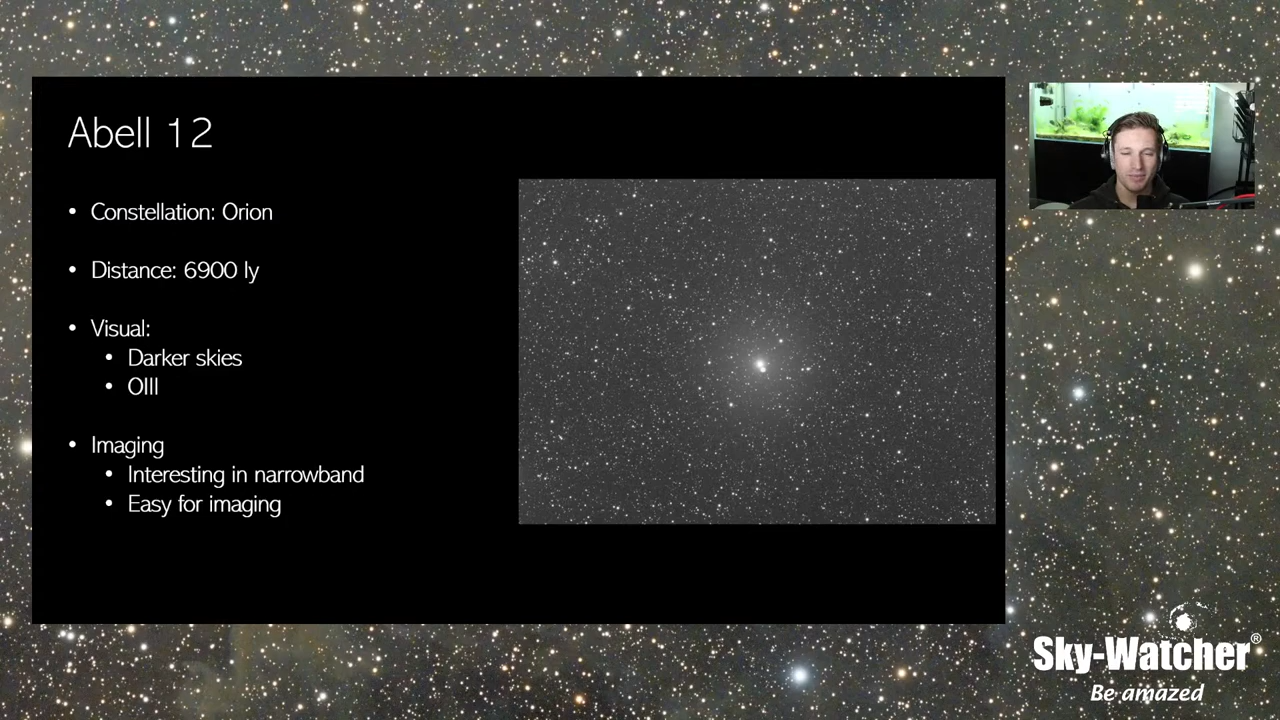 Abell 12
• Constellation: Orion
• Distance: 6900 ly
• Visual:
• Darker skies
• OIII
• Imaging
• Interesting in narrowband
• Easy for imaging
Sky-Watcher®
Be amazed